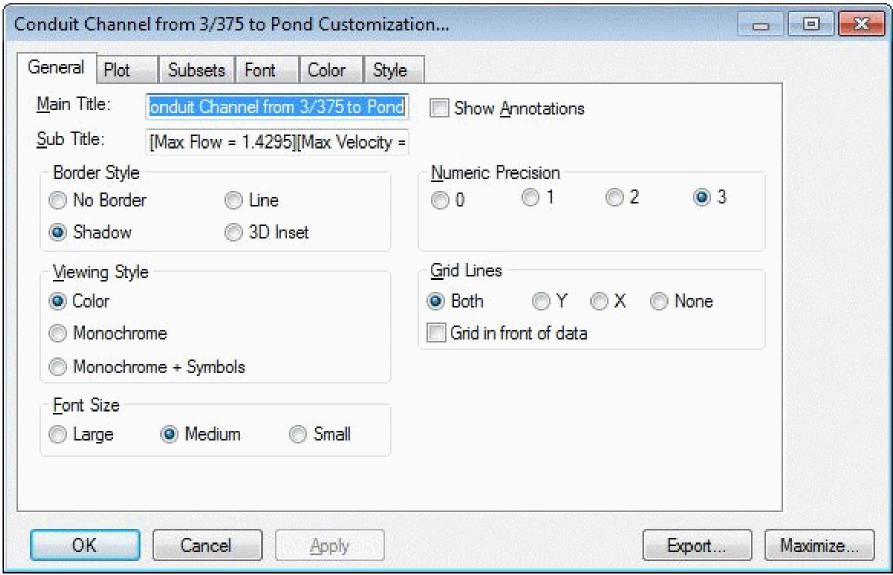 Conduit Channel from 3/375 to Pond Customization...
General Plot Subsets Font Color Style
Main Title: onduit Channel from 3/375 to Pond Show Annotations
Sub Title: [Max Flow = 1.4295][Max Velocity =
Border Style
No Border Line
Shadow 3D Inset
Numeric Precision
0 1 2 3
Viewing Style
Color
Monochrome
Monochrome + Symbols
Grid Lines
Both Y X None
Grid in front of data
Font Size
Large Medium Small
OK Cancel Apply Export... Maximize...